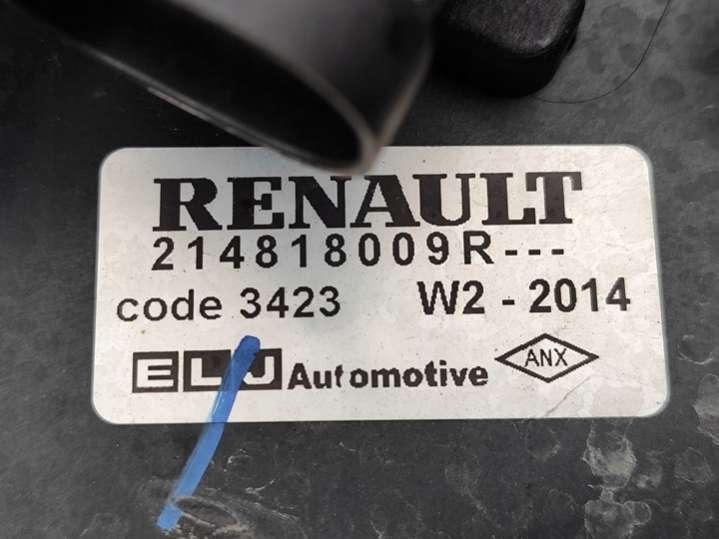 RENAULT
214818009R---
code 3423 W2 - 2014
ELJ Automotive ANX